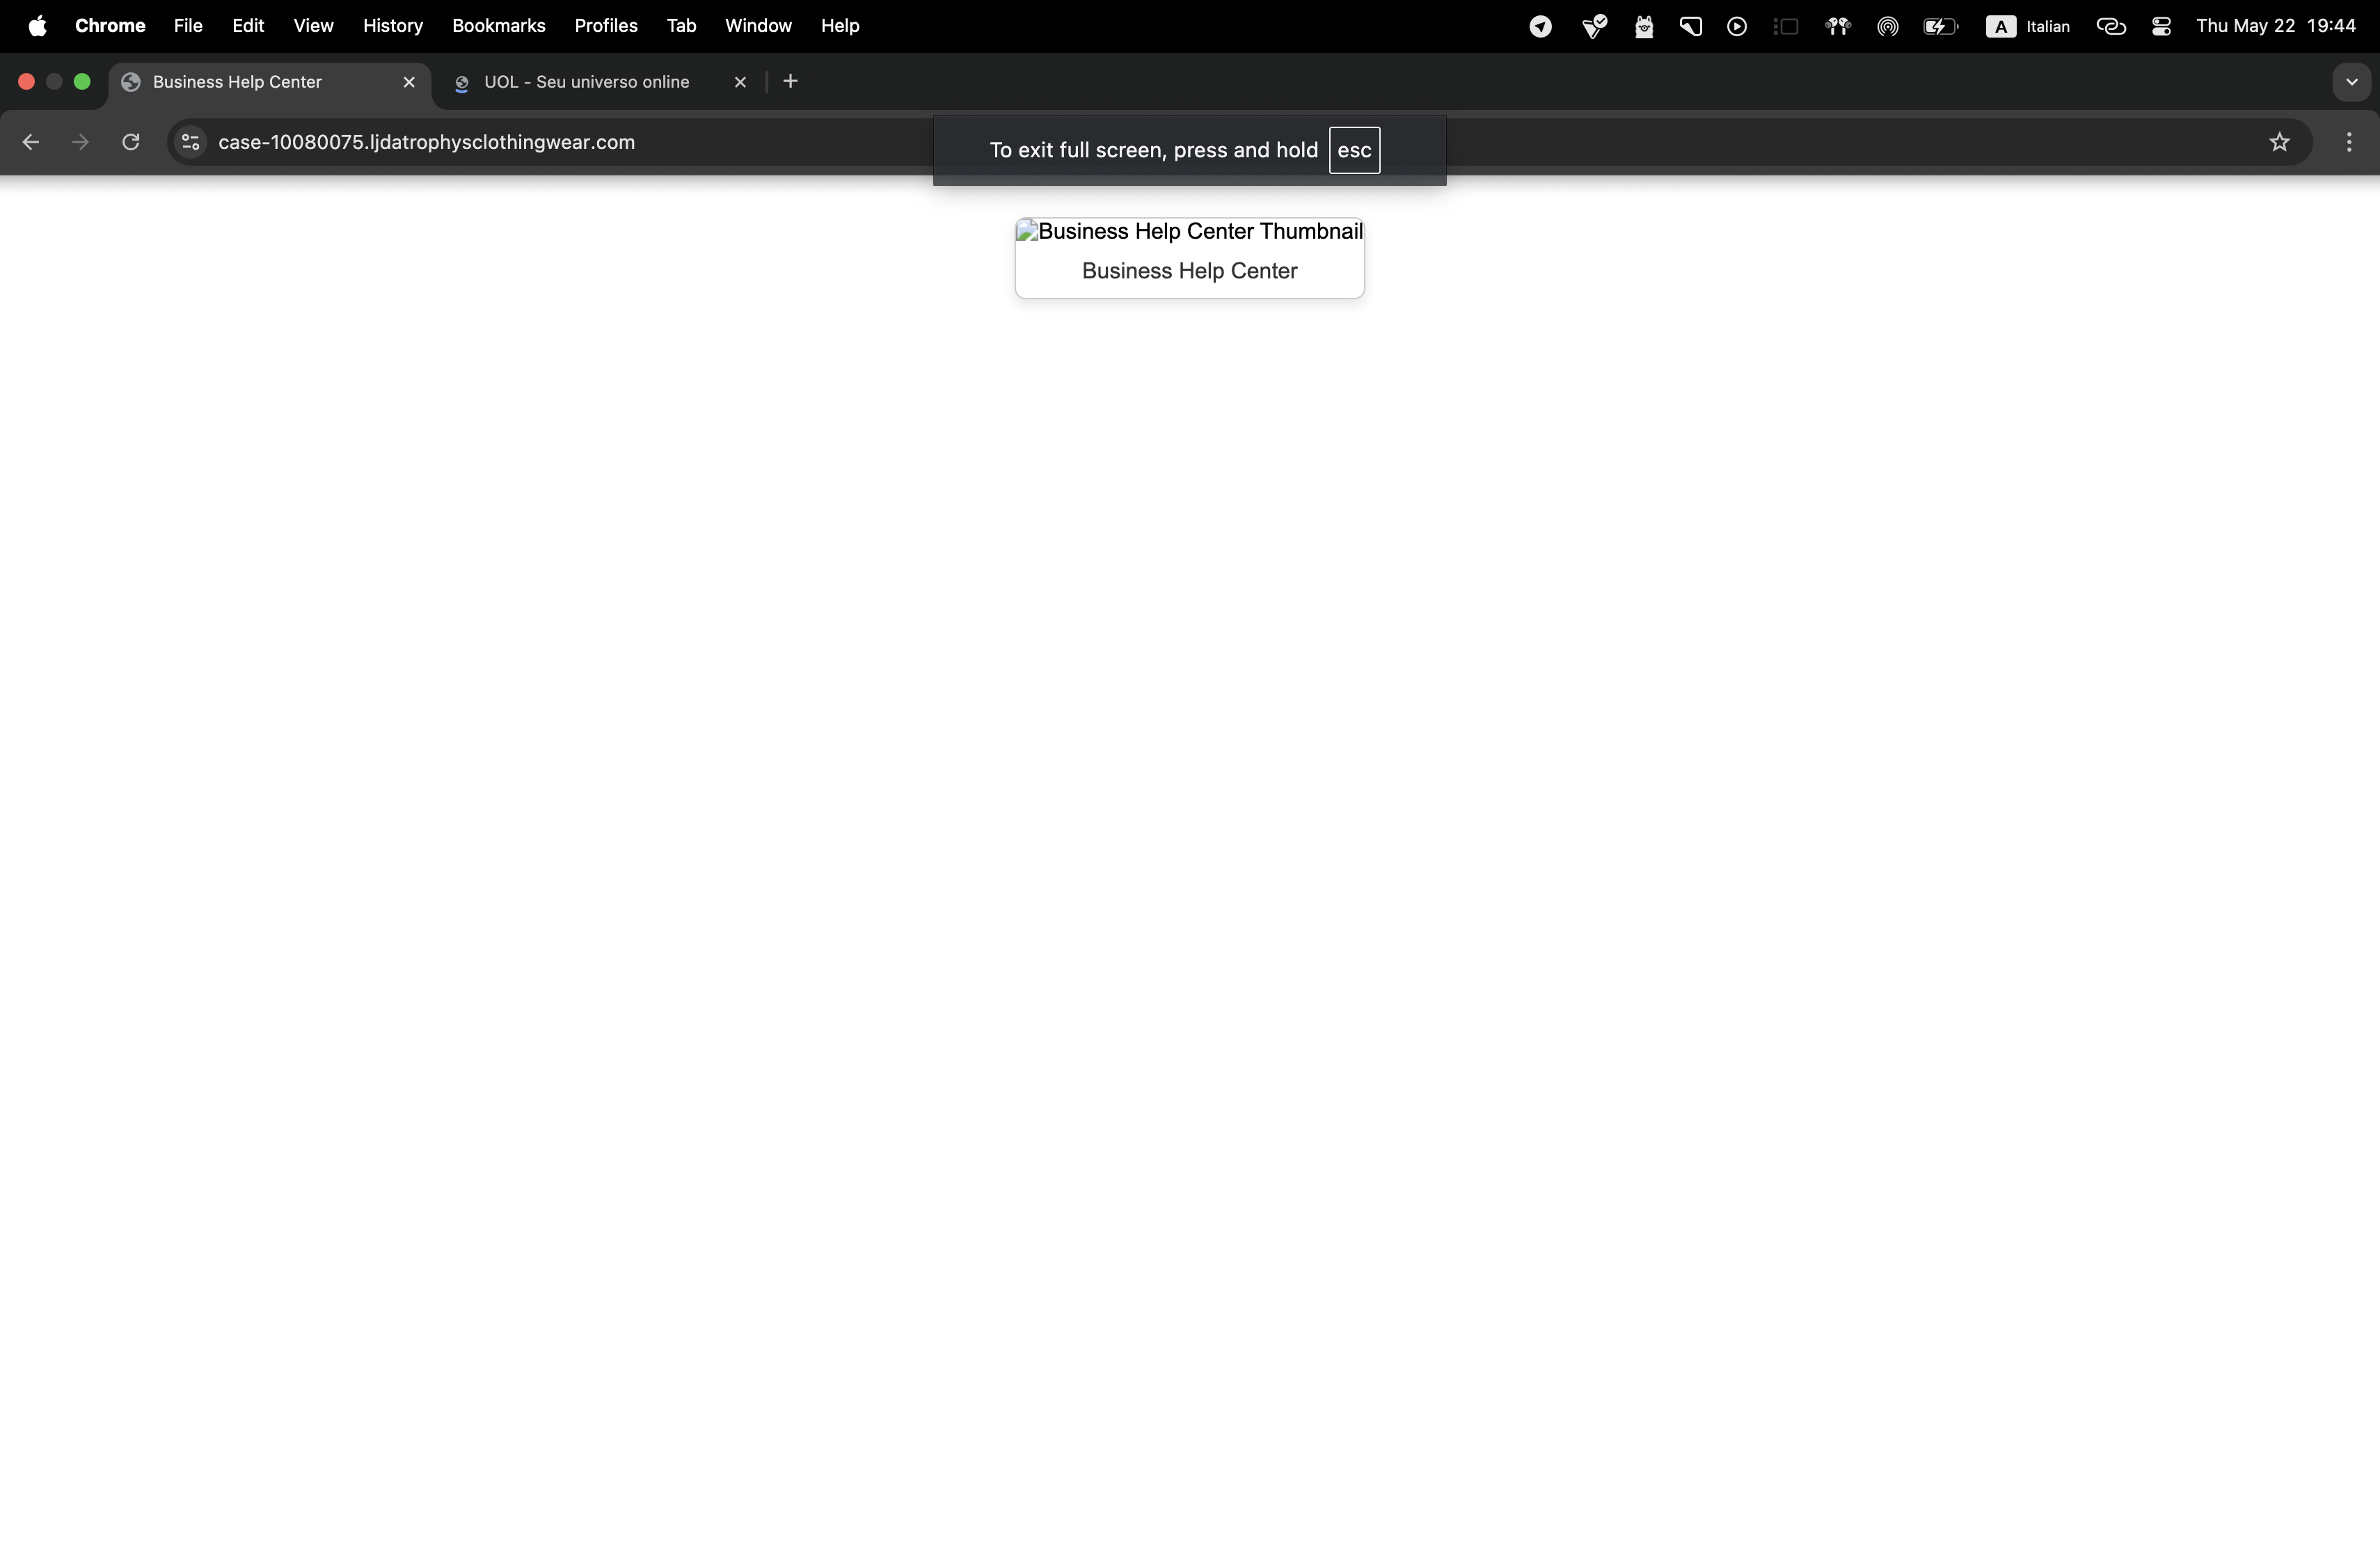 Chrome File Edit View History Bookmarks Profiles Tab Window Help A Italian Thu May 22 19:44
Business Help Center UOL - Seu universo online
case-10080075.ljdatrophysclothingwear.com
To exit full screen, press and hold esc
Business Help Center Thumbnail
Business Help Center